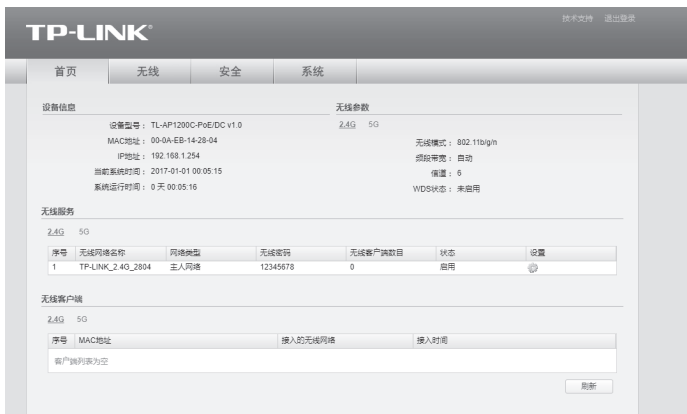 技术支持 退出登录
TP-LINK®
首页 无线 安全 系统
设备信息
设备型号： TL-AP1200C-PoE/DC v1.0
MAC地址： 00-0A-EB-14-28-04
IP地址： 192.168.1.254
当前系统时间： 2017-01-01 00:05:15
系统运行时间： 0 天 00:05:16
无线参数
2.4G 5G
无线模式： 802.11b/g/n
频段带宽： 自动
信道： 6
WDS状态： 未启用
无线服务
2.4G 5G
序号 无线网络名称 网络类型 无线密码 无线客户端数目 状态 设置
1 TP-LINK_2.4G_2804 主人网络 12345678 0 启用
无线客户端
2.4G 5G
序号 MAC地址 接入的无线网络 接入时间
客户端列表为空
刷新